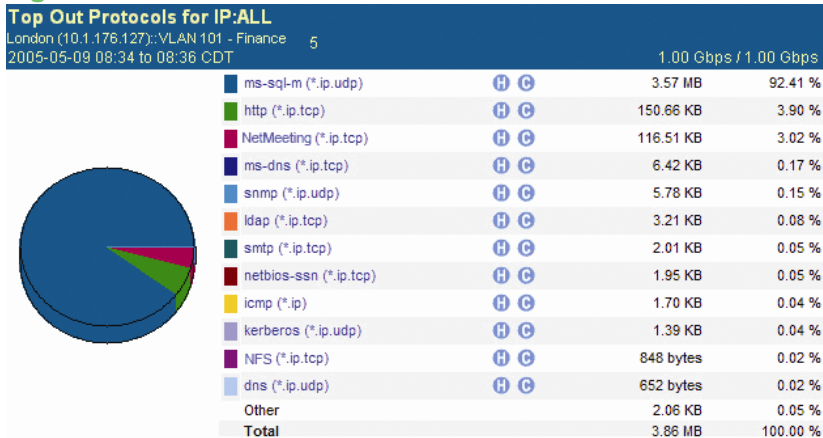 Top Out Protocols for IP:ALL
London (10.1.176.127)::VLAN 101 - Finance 5
2005-05-09 08:34 to 08:36 CDT 1.00 Gbps / 1.00 Gbps
ms-sql-m (*.ip.udp) H C 3.57 MB 92.41 %
http (*.ip.tcp) H C 150.66 KB 3.90 %
NetMeeting (*.ip.tcp) H C 116.51 KB 3.02 %
ms-dns (*.ip.tcp) H C 6.42 KB 0.17 %
snmp (*.ip.udp) H C 5.78 KB 0.15 %
ldap (*.ip.tcp) H C 3.21 KB 0.08 %
smtp (*.ip.tcp) H C 2.01 KB 0.05 %
netbios-ssn (*.ip.tcp) H C 1.95 KB 0.05 %
icmp (*.ip) H C 1.70 KB 0.04 %
kerberos (*.ip.udp) H C 1.39 KB 0.04 %
NFS (*.ip.tcp) H C 848 bytes 0.02 %
dns (*.ip.udp) H C 652 bytes 0.02 %
Other 2.06 KB 0.05 %
Total 3.86 MB 100.00 %